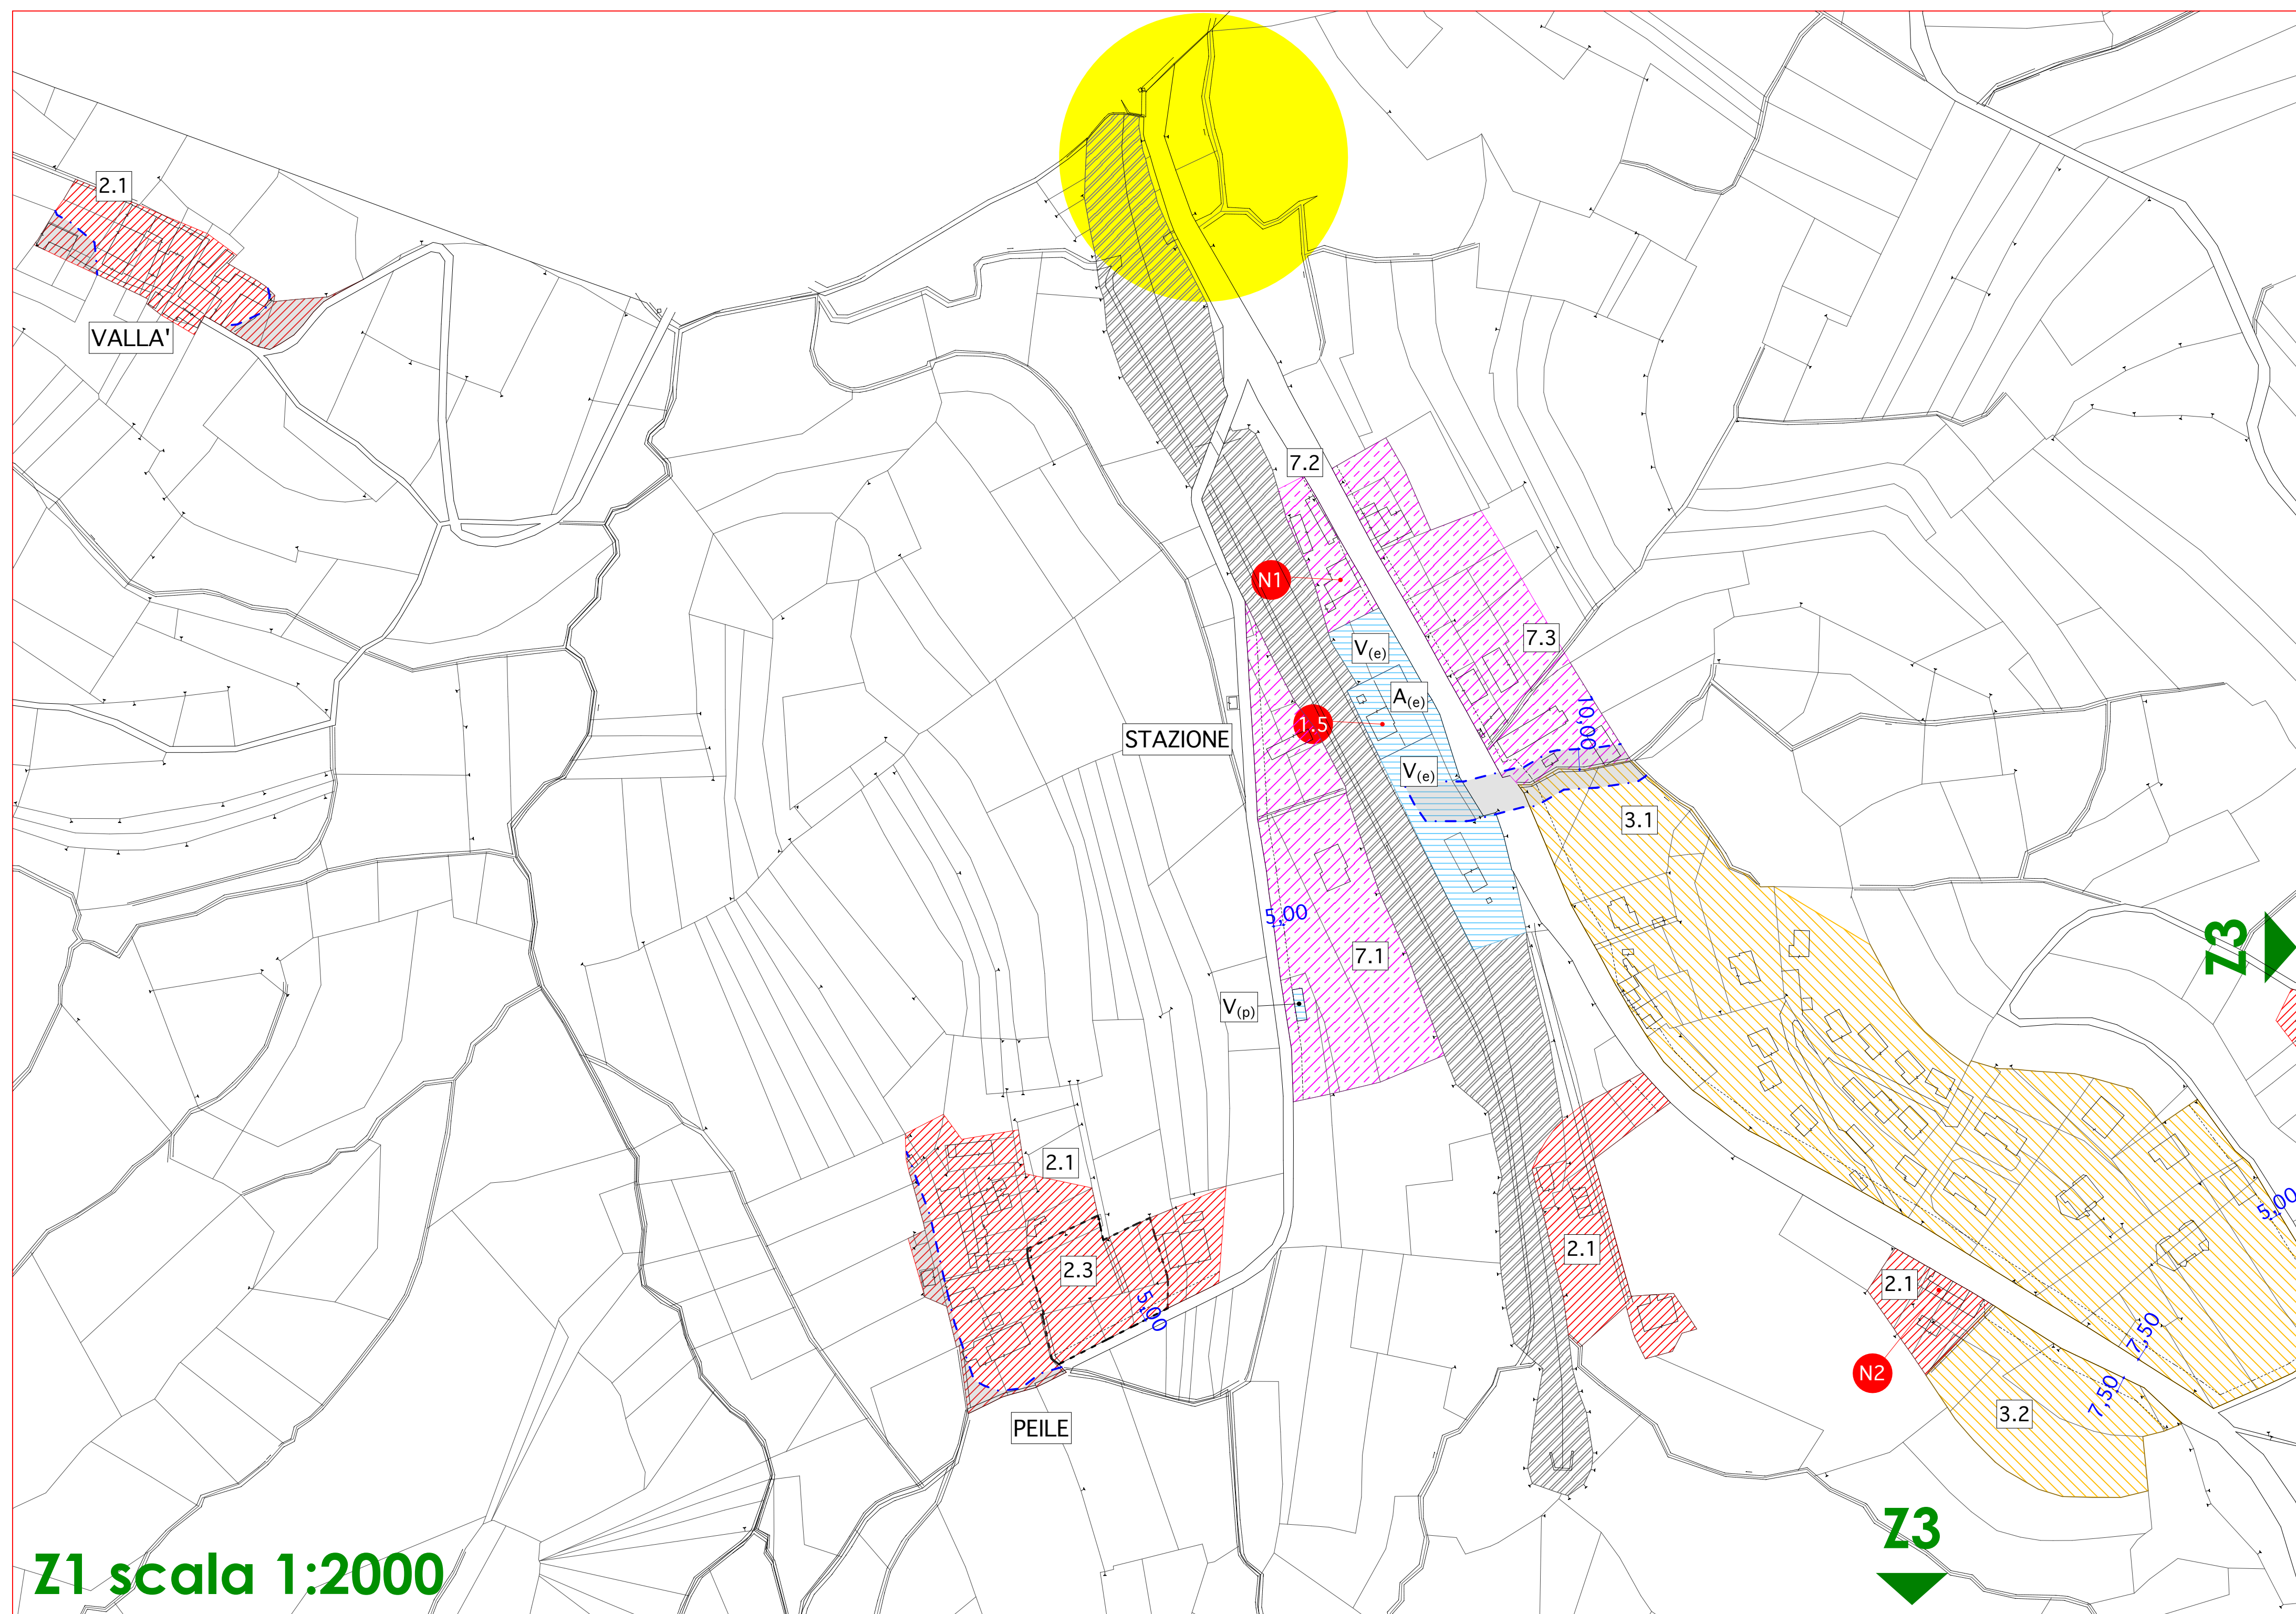 2.1
VALLA'
7.2
N1
7.3
V(e)
A(e)
10,00
1.5
STAZIONE
V(e)
3.1
5,00
Z3
7.1
V(p)
2.1
5,00
2.1
2.3
2.1
5,00
7,50
N2
7,50
3.2
PEILE
Z3
Z1 scala 1:2000